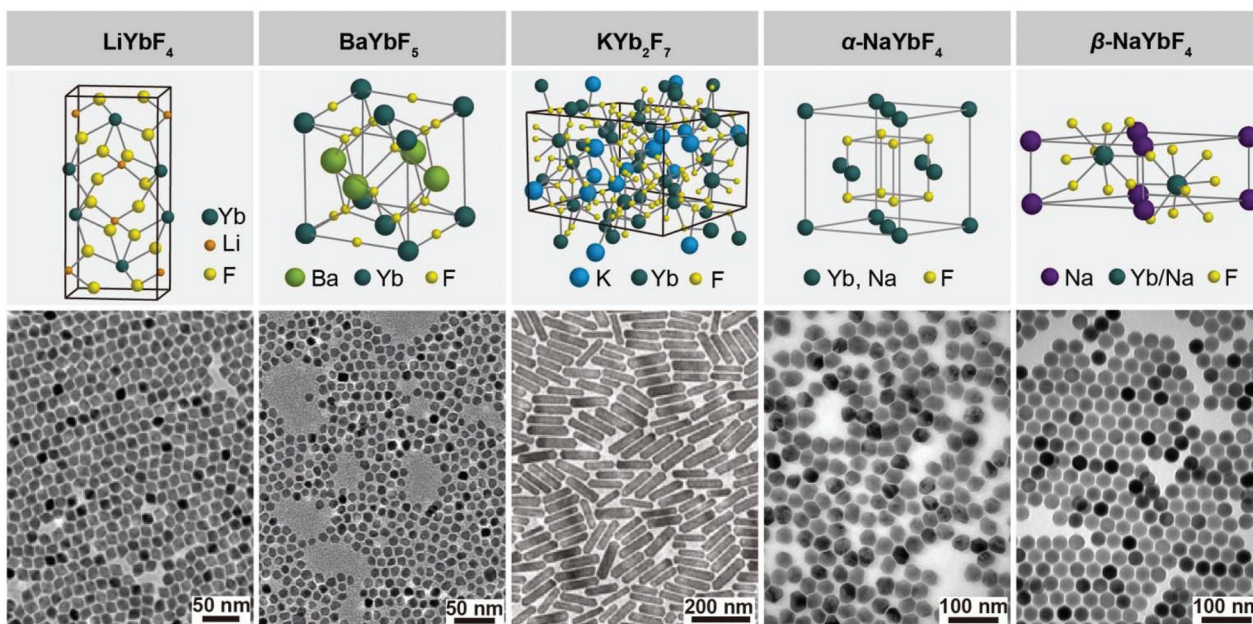 LiYbF₄ BaYbF₅ KYb₂F₇ α-NaYbF₄ β-NaYbF₄
Yb
Li
F
Ba Yb F
K Yb F
Yb, Na F
Na Yb/Na F
50 nm 50 nm 200 nm 100 nm 100 nm